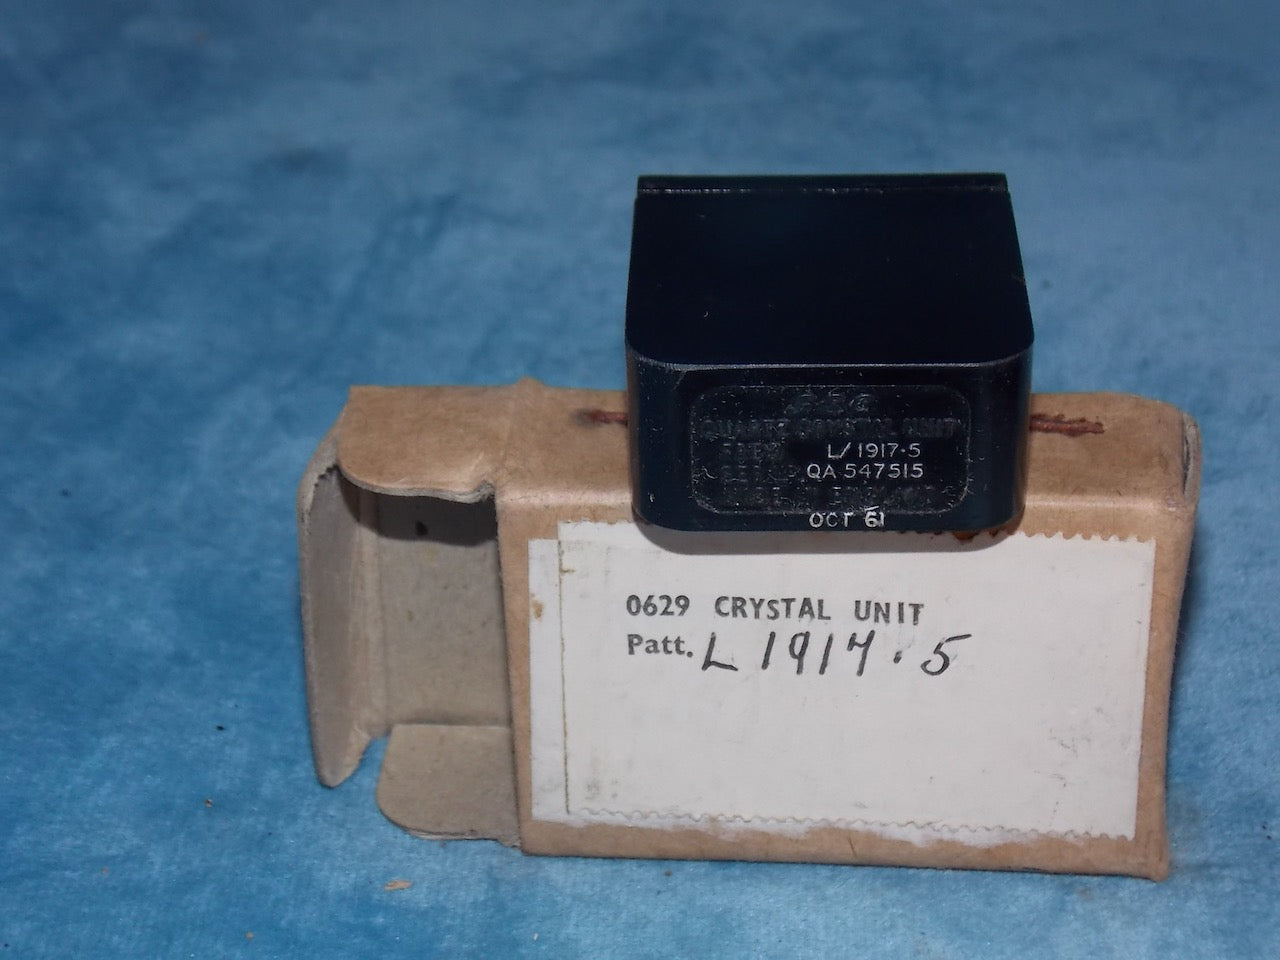 QUARTZ CRYSTAL UNIT
L/1917·5
QA 547515
OCT 61
0629 CRYSTAL UNIT
Patt. L 1917.5